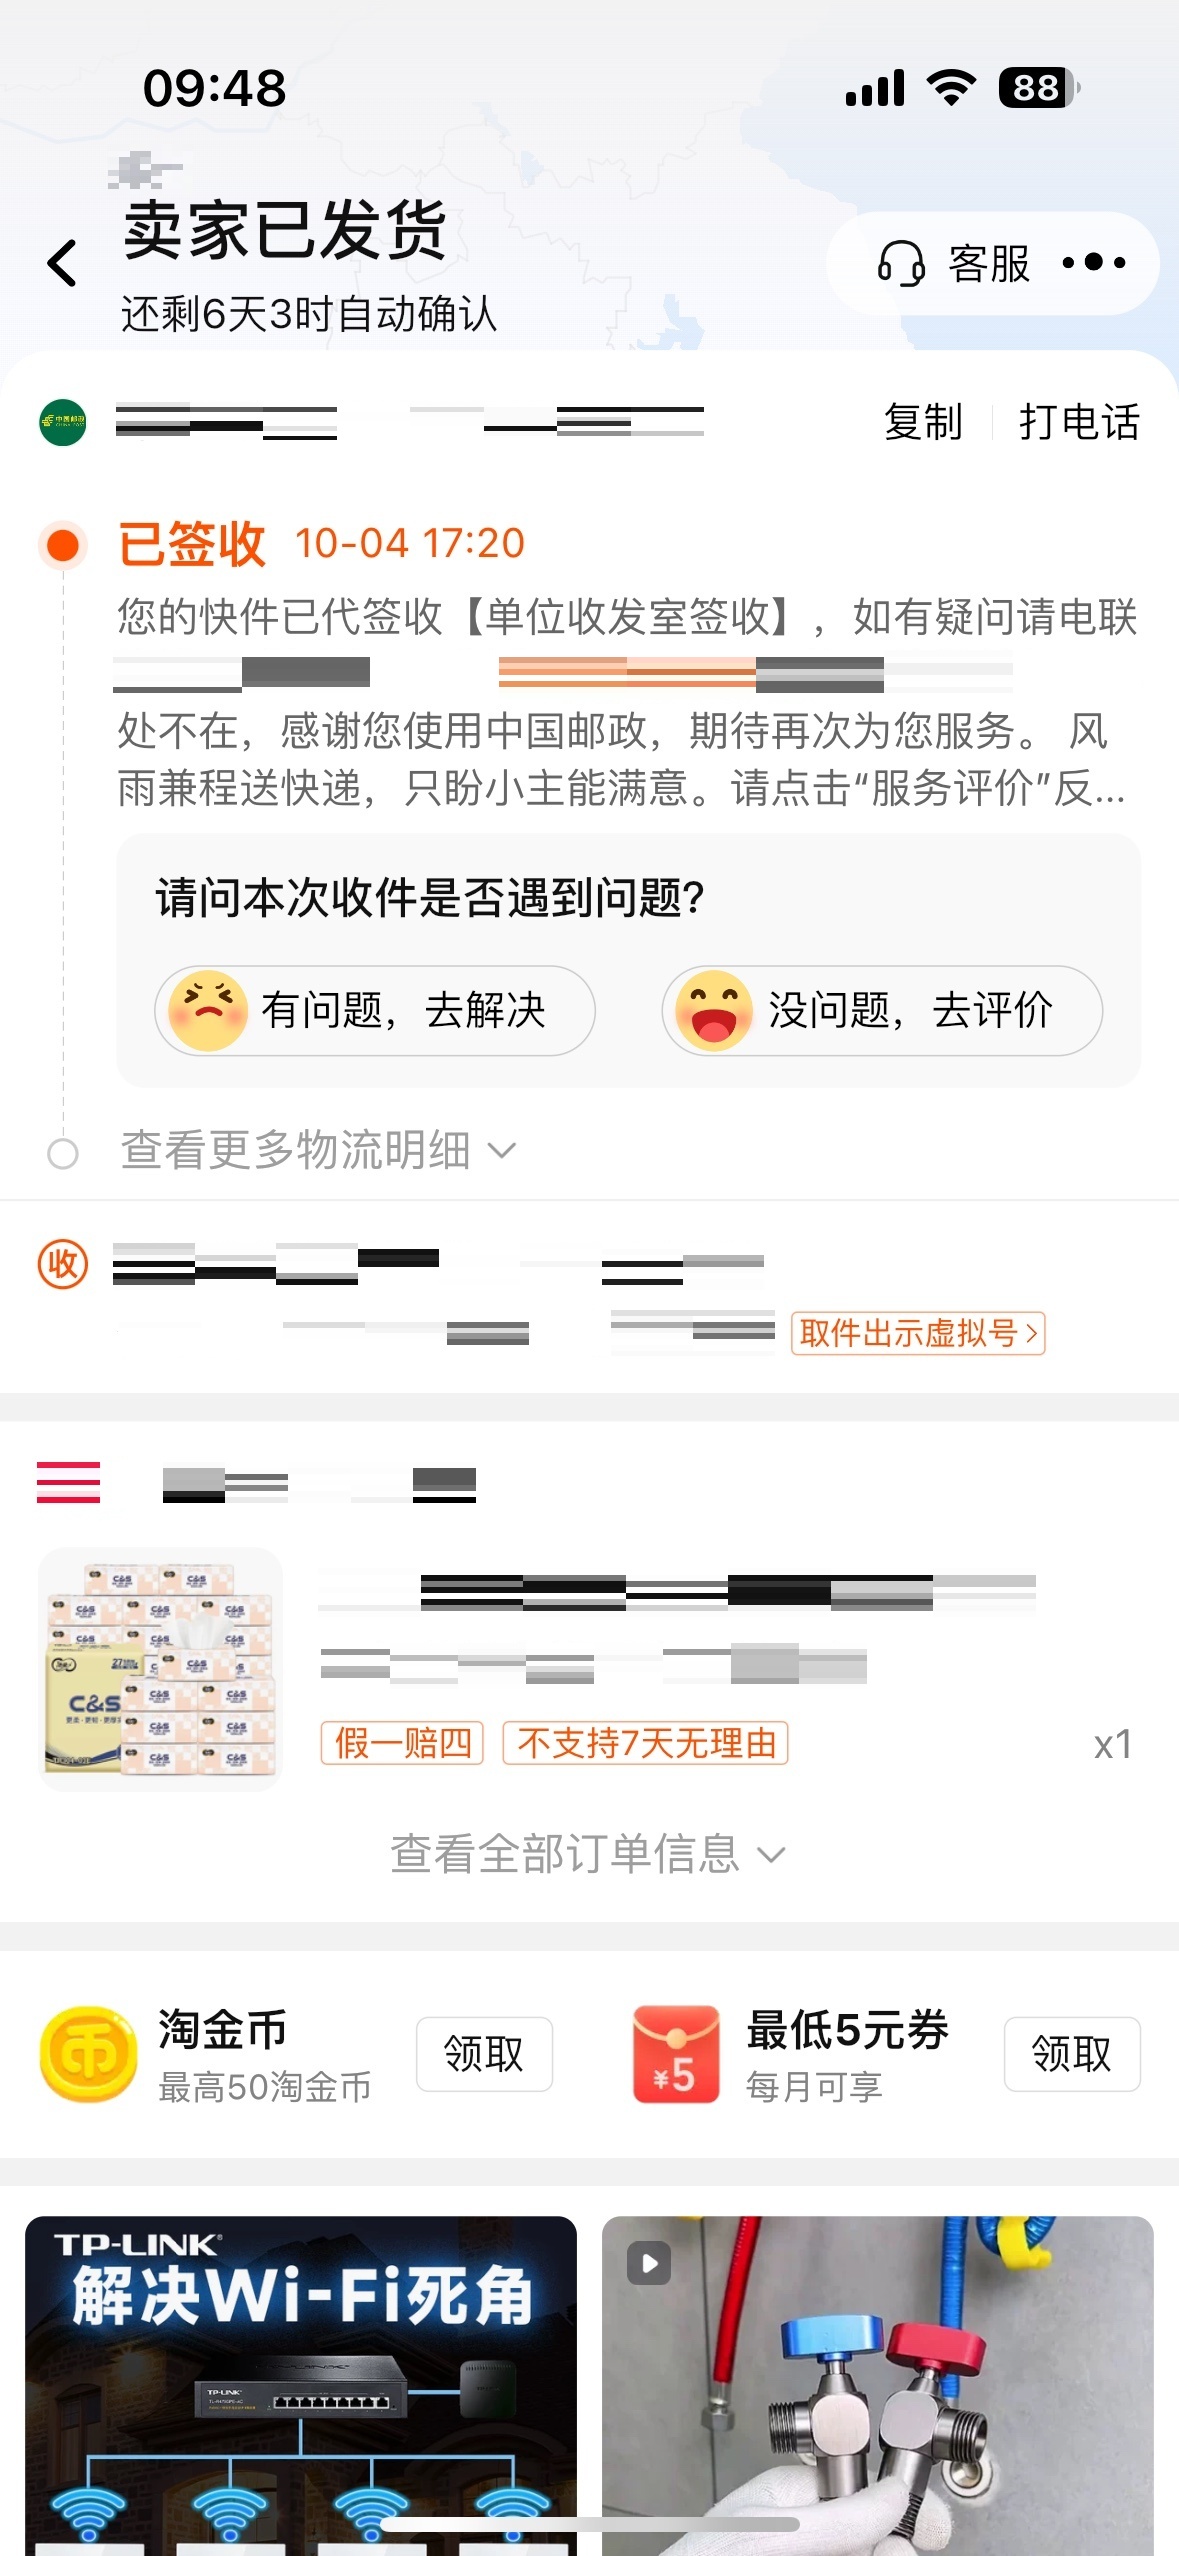 09:48
88
卖家已发货
还剩6天3时自动确认
客服
中国邮政
CHINA POST
复制
打电话
已签收 10-04 17:20
您的快件已代签收【单位收发室签收】，如有疑问请电联
处不在，感谢您使用中国邮政，期待再次为您服务。 风
雨兼程送快递，只盼小主能满意。请点击“服务评价”反...
请问本次收件是否遇到问题?
有问题，去解决
没问题，去评价
查看更多物流明细
收
取件出示虚拟号
C&S
假一赔四
不支持7天无理由
x1
查看全部订单信息
币
淘金币
最高50淘金币
领取
¥5
最低5元券
每月可享
领取
TP-LINK
解决Wi-Fi死角
TP-LINK